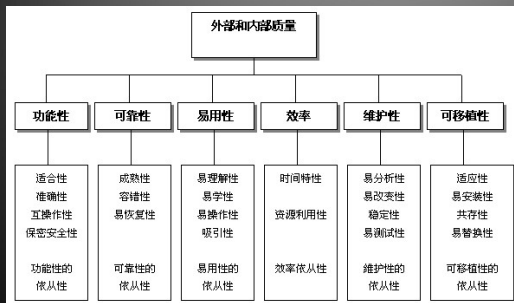 外部和内部质量
功能性
可靠性
易用性
效率
维护性
可移植性
适合性
准确性
互操作性
保密安全性
功能性的
依从性
成熟性
容错性
易恢复性
可靠性的
依从性
易理解性
易学性
易操作性
吸引性
易用性的
依从性
时间特性
资源利用性
效率依从性
易分析性
易改变性
稳定性
易测试性
维护性的
依从性
适应性
易安装性
共存性
易替换性
可移植性的
依从性